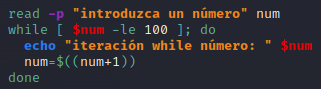 read -p "introduzca un número" num
while [ $num -le 100 ]; do
  echo "iteración while número: " $num
  num=$((num+1))
done